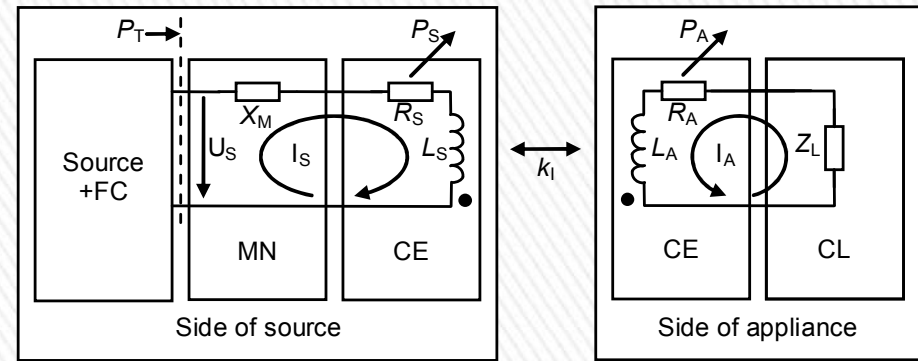 P_T
P_S
P_A
X_M
R_S
R_A
U_S
I_S
L_S
L_A
I_A
Z_L
Source
+FC
k_I
MN
CE
CE
CL
Side of source
Side of appliance